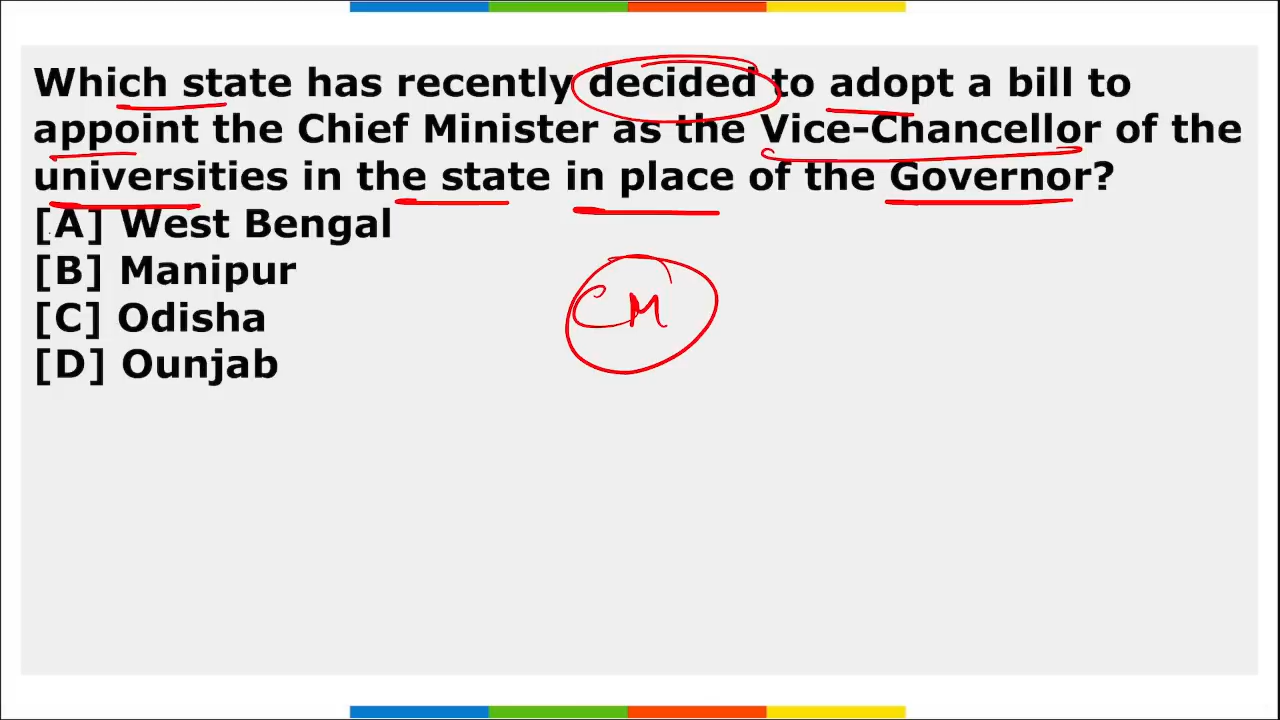 Which state has recently decided to adopt a bill to
appoint the Chief Minister as the Vice-Chancellor of the
universities in the state in place of the Governor?
[A] West Bengal
[B] Manipur
[C] Odisha
[D] Ounjab
CM